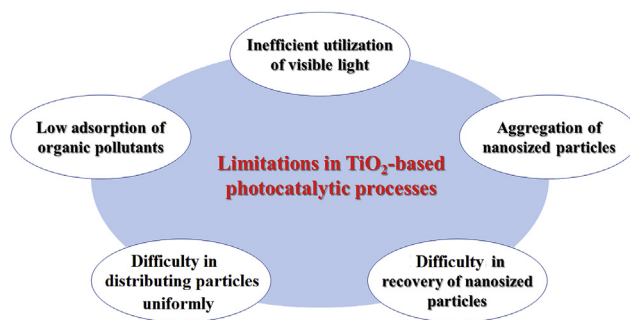 Inefficient utilization
of visible light
Low adsorption of
organic pollutants
Aggregation of
nanosized particles
Limitations in TiO₂-based
photocatalytic processes
Difficulty in
distributing particles
uniformly
Difficulty in
recovery of nanosized
particles